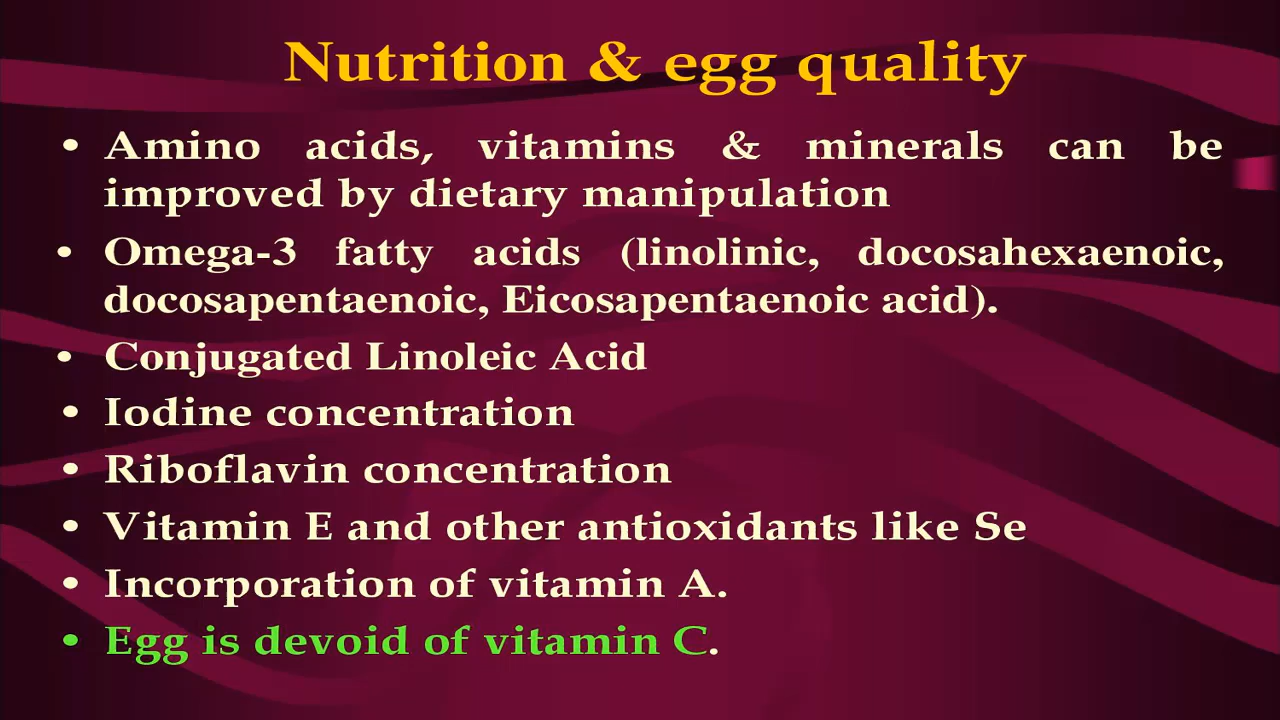 Nutrition & egg quality
• Amino acids, vitamins & minerals can be
improved by dietary manipulation
• Omega-3 fatty acids (linolinic, docosahexaenoic,
docosapentaenoic, Eicosapentaenoic acid).
• Conjugated Linoleic Acid
• Iodine concentration
• Riboflavin concentration
• Vitamin E and other antioxidants like Se
• Incorporation of vitamin A.
• Egg is devoid of vitamin C.